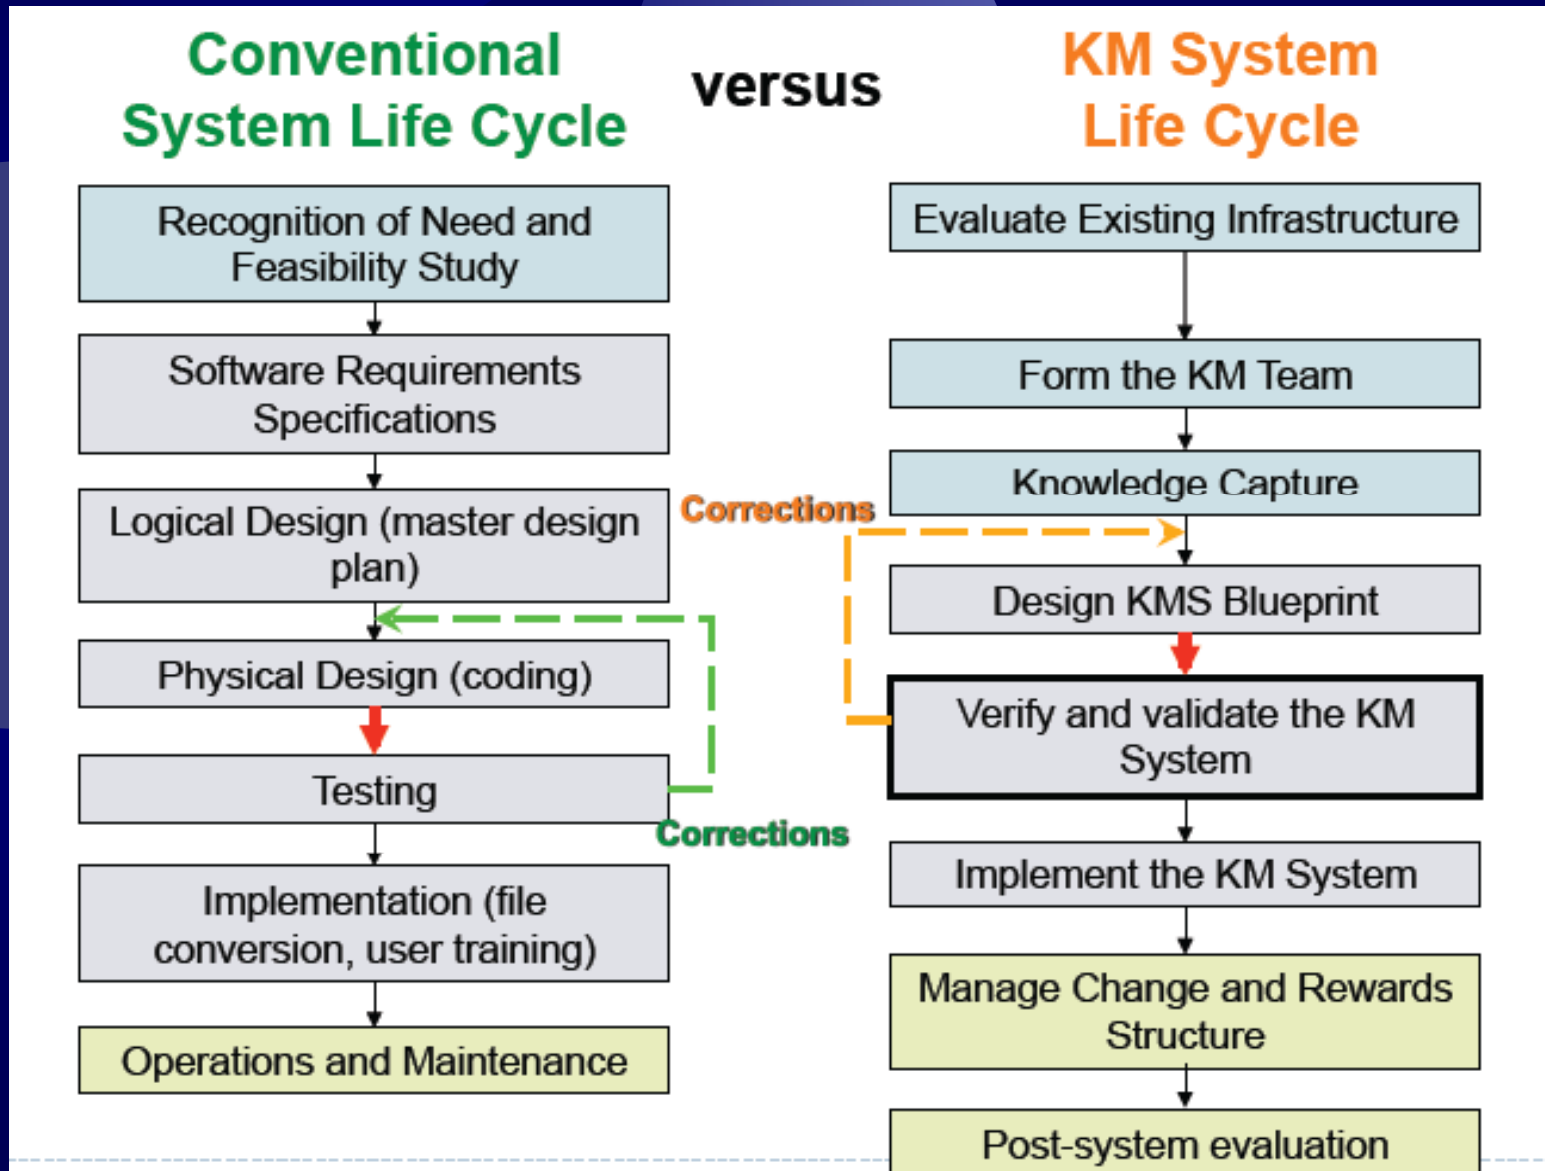 Conventional
System Life Cycle
versus
KM System
Life Cycle
Recognition of Need and
Feasibility Study
Software Requirements
Specifications
Logical Design (master design
plan)
Physical Design (coding)
Testing
Corrections
Implementation (file
conversion, user training)
Operations and Maintenance
Evaluate Existing Infrastructure
Form the KM Team
Knowledge Capture
Corrections
Design KMS Blueprint
Verify and validate the KM
System
Implement the KM System
Manage Change and Rewards
Structure
Post-system evaluation